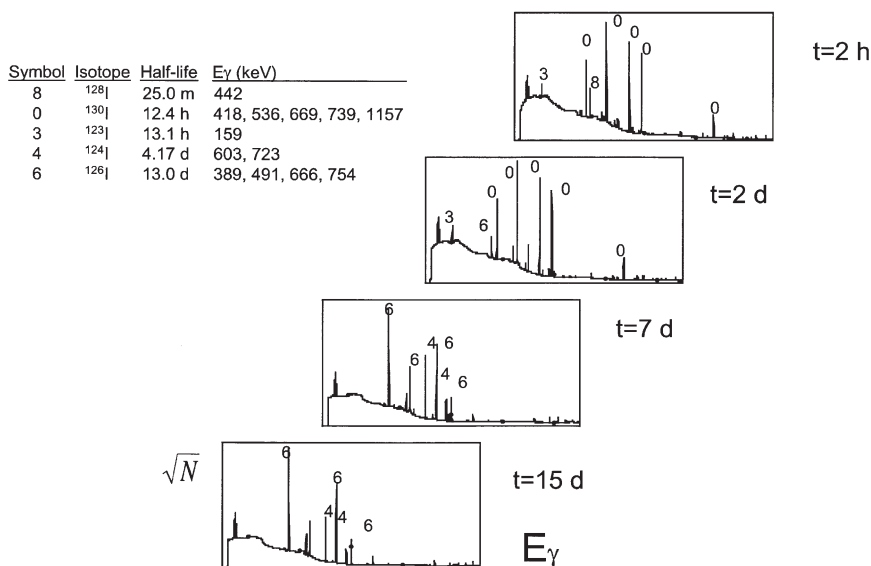 Symbol Isotope Half-life Eγ (keV)
8 ¹²⁸I 25.0 m 442
0 ¹³⁰I 12.4 h 418, 536, 669, 739, 1157
3 ¹²³I 13.1 h 159
4 ¹²⁴I 4.17 d 603, 723
6 ¹²⁶I 13.0 d 389, 491, 666, 754
0 0 0
0
3 8 0
t=2 h
0 0
0 0
3 6 0
t=2 d
6
4 6
6 4 6
t=7 d
6
6
4 4 6
√N
t=15 d
Eγ